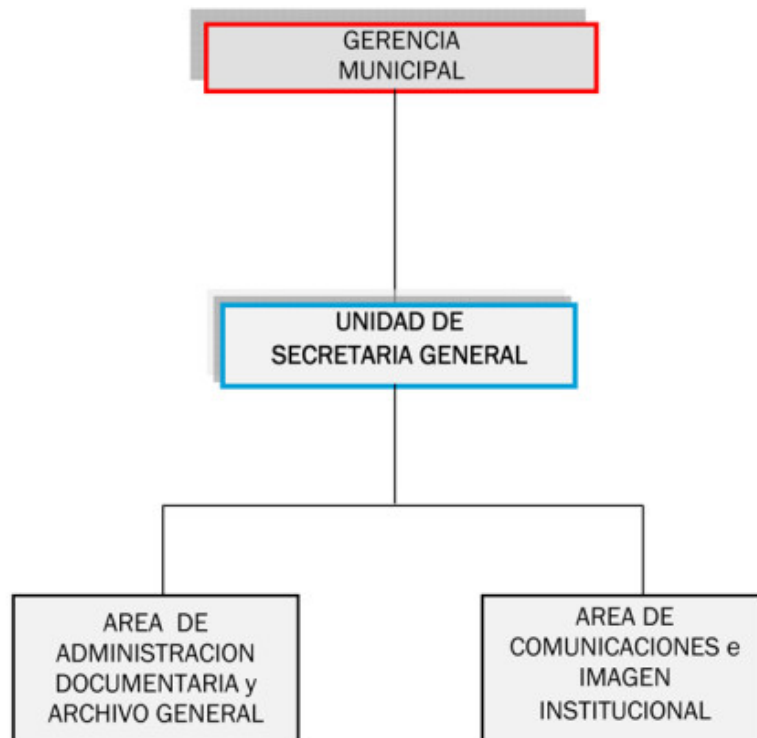 GERENCIA
MUNICIPAL
UNIDAD DE
SECRETARIA GENERAL
AREA DE
ADMINISTRACION
DOCUMENTARIA y
ARCHIVO GENERAL
AREA DE
COMUNICACIONES e
IMAGEN
INSTITUCIONAL